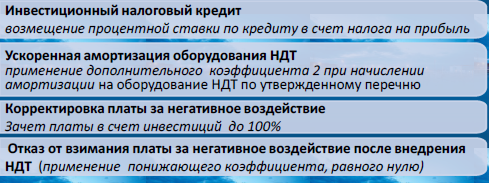 Инвестиционный налоговый кредит
возмещение процентной ставки по кредиту в счет налога на прибыль
Ускоренная амортизация оборудования НДТ
применение дополнительного коэффициента 2 при начислении
амортизации на оборудование НДТ по утвержденному перечню
Корректировка платы за негативное воздействие
Зачет платы в счет инвестиций до 100%
Отказ от взимания платы за негативное воздействие после внедрения
НДТ (применение понижающего коэффициента, равного нулю)